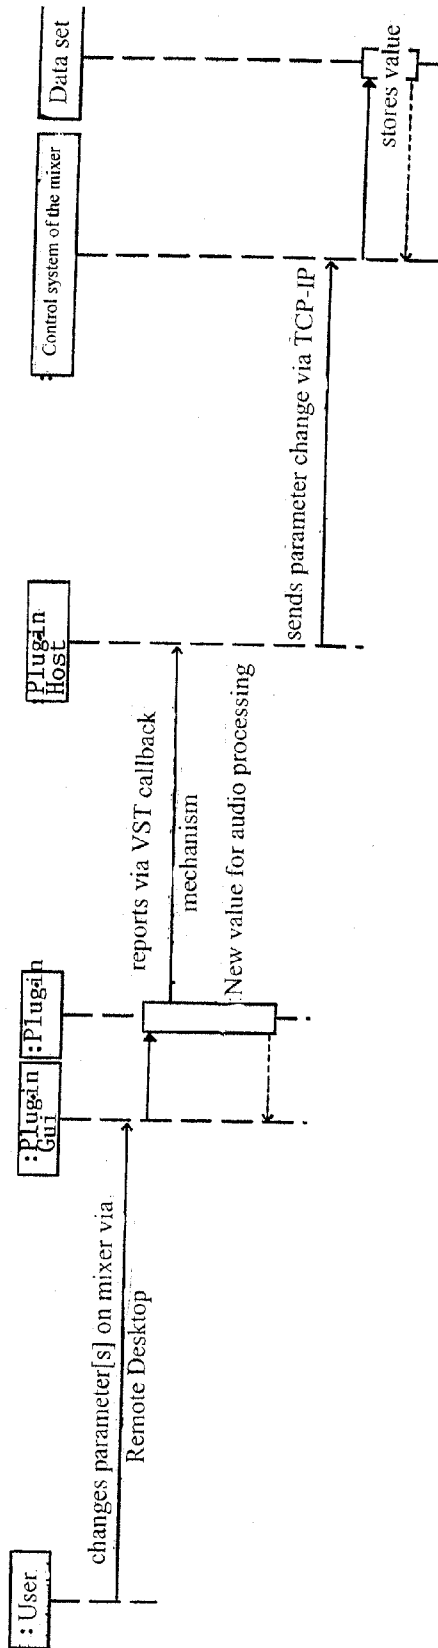 : User
:Plugin
Gui
:Plugin
:Plugin
Host
:
Control system of the mixer
Data set
changes parameter[s] on mixer via
Remote Desktop
reports via VST callback
mechanism
:New value for audio processing
sends parameter change via TCP-IP
stores value